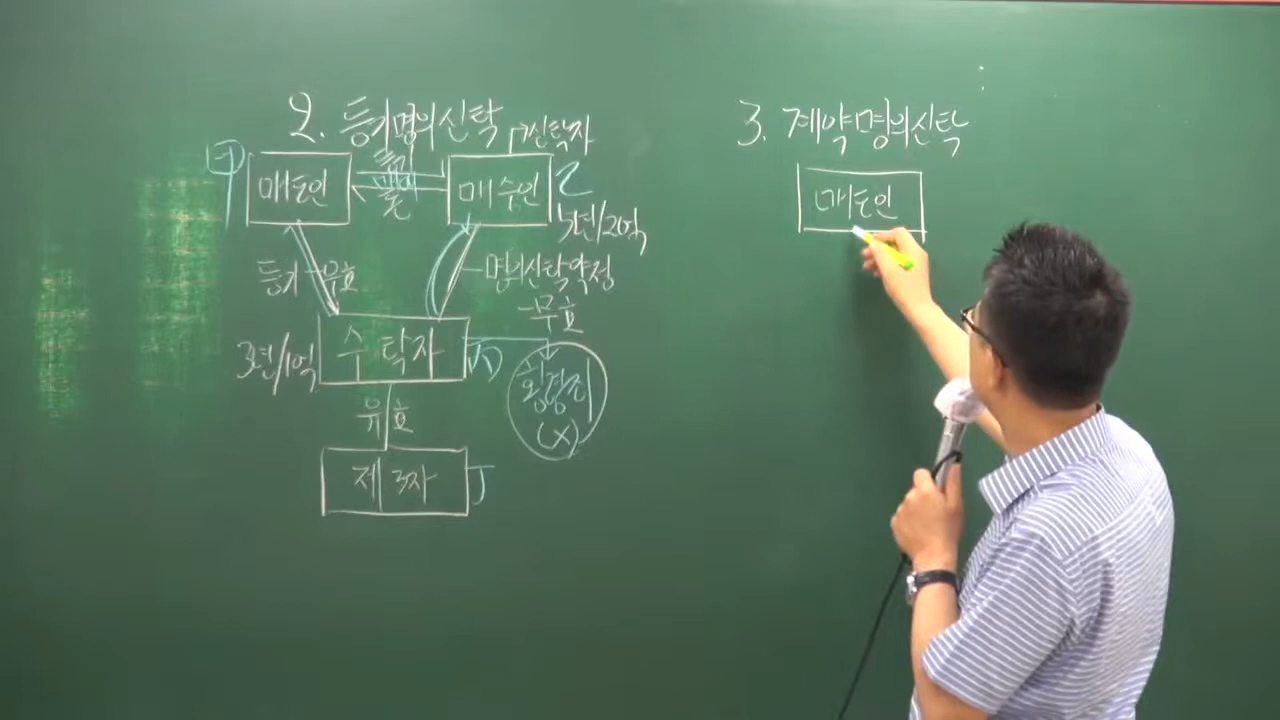 2. 등기명의신탁
매도인
매수인
신탁자
5년/2억
등기
무효
명의신탁약정
무효
3년/1억
수탁자
횡령죄
(X)
유효
제3자
3. 계약명의신탁
매도인